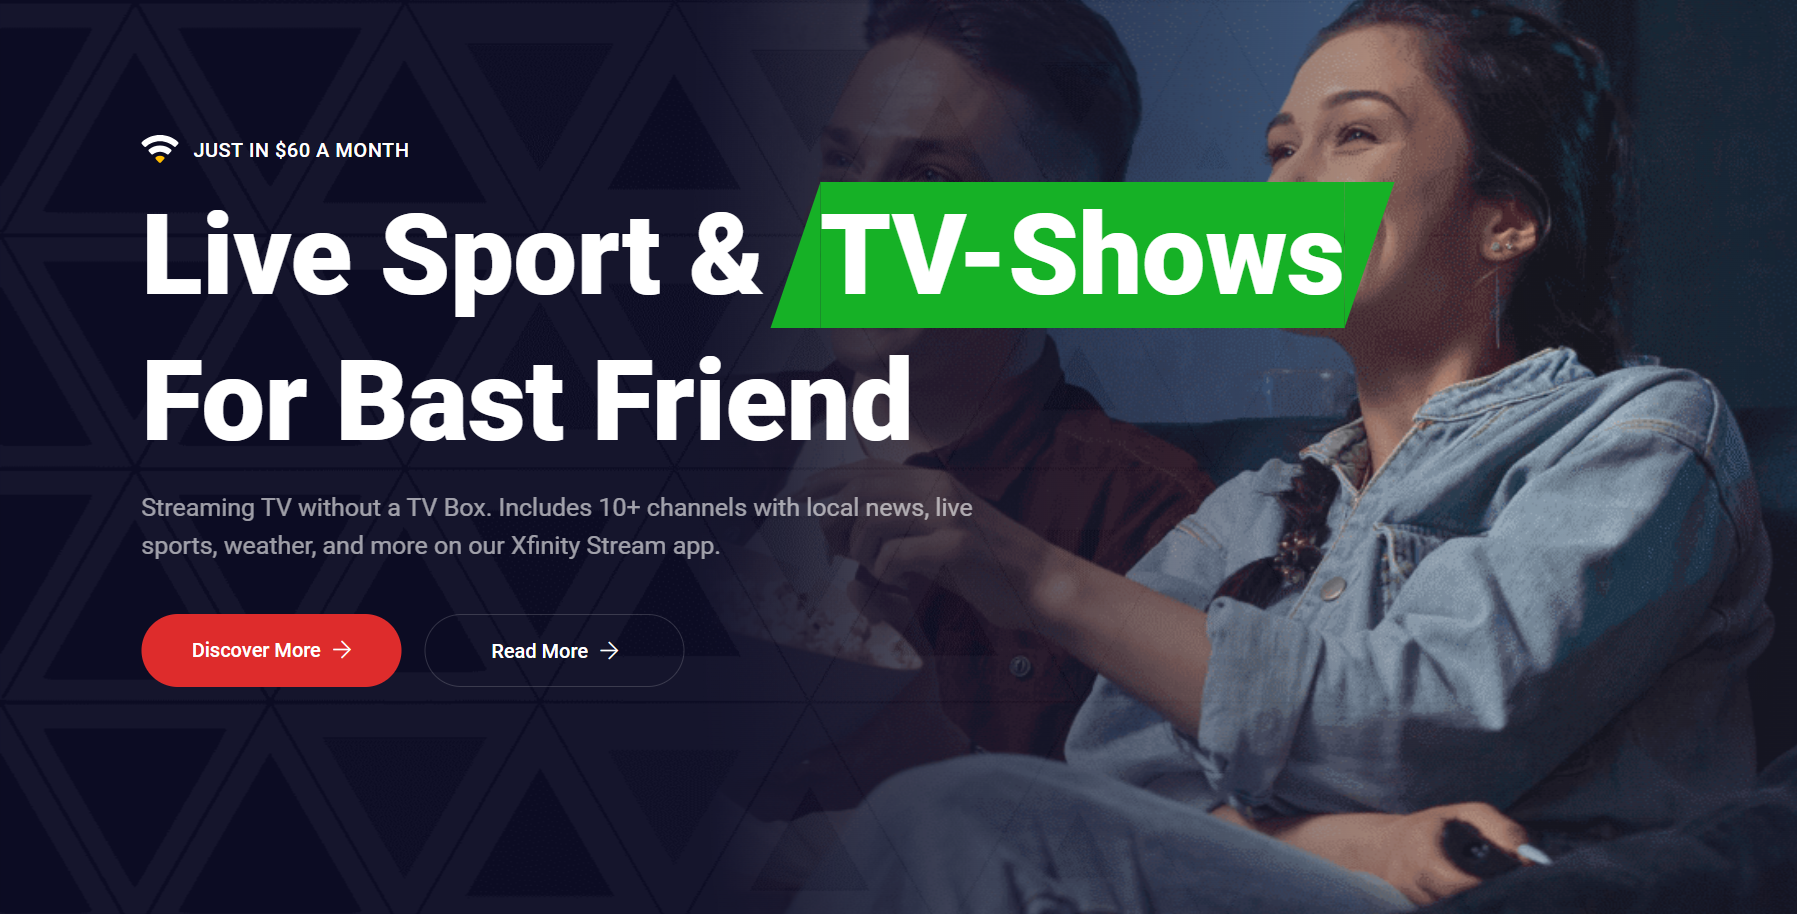 JUST IN $60 A MONTH
Live Sport & TV-Shows
For Bast Friend
Streaming TV without a TV Box. Includes 10+ channels with local news, live
sports, weather, and more on our Xfinity Stream app.
Discover More
Read More